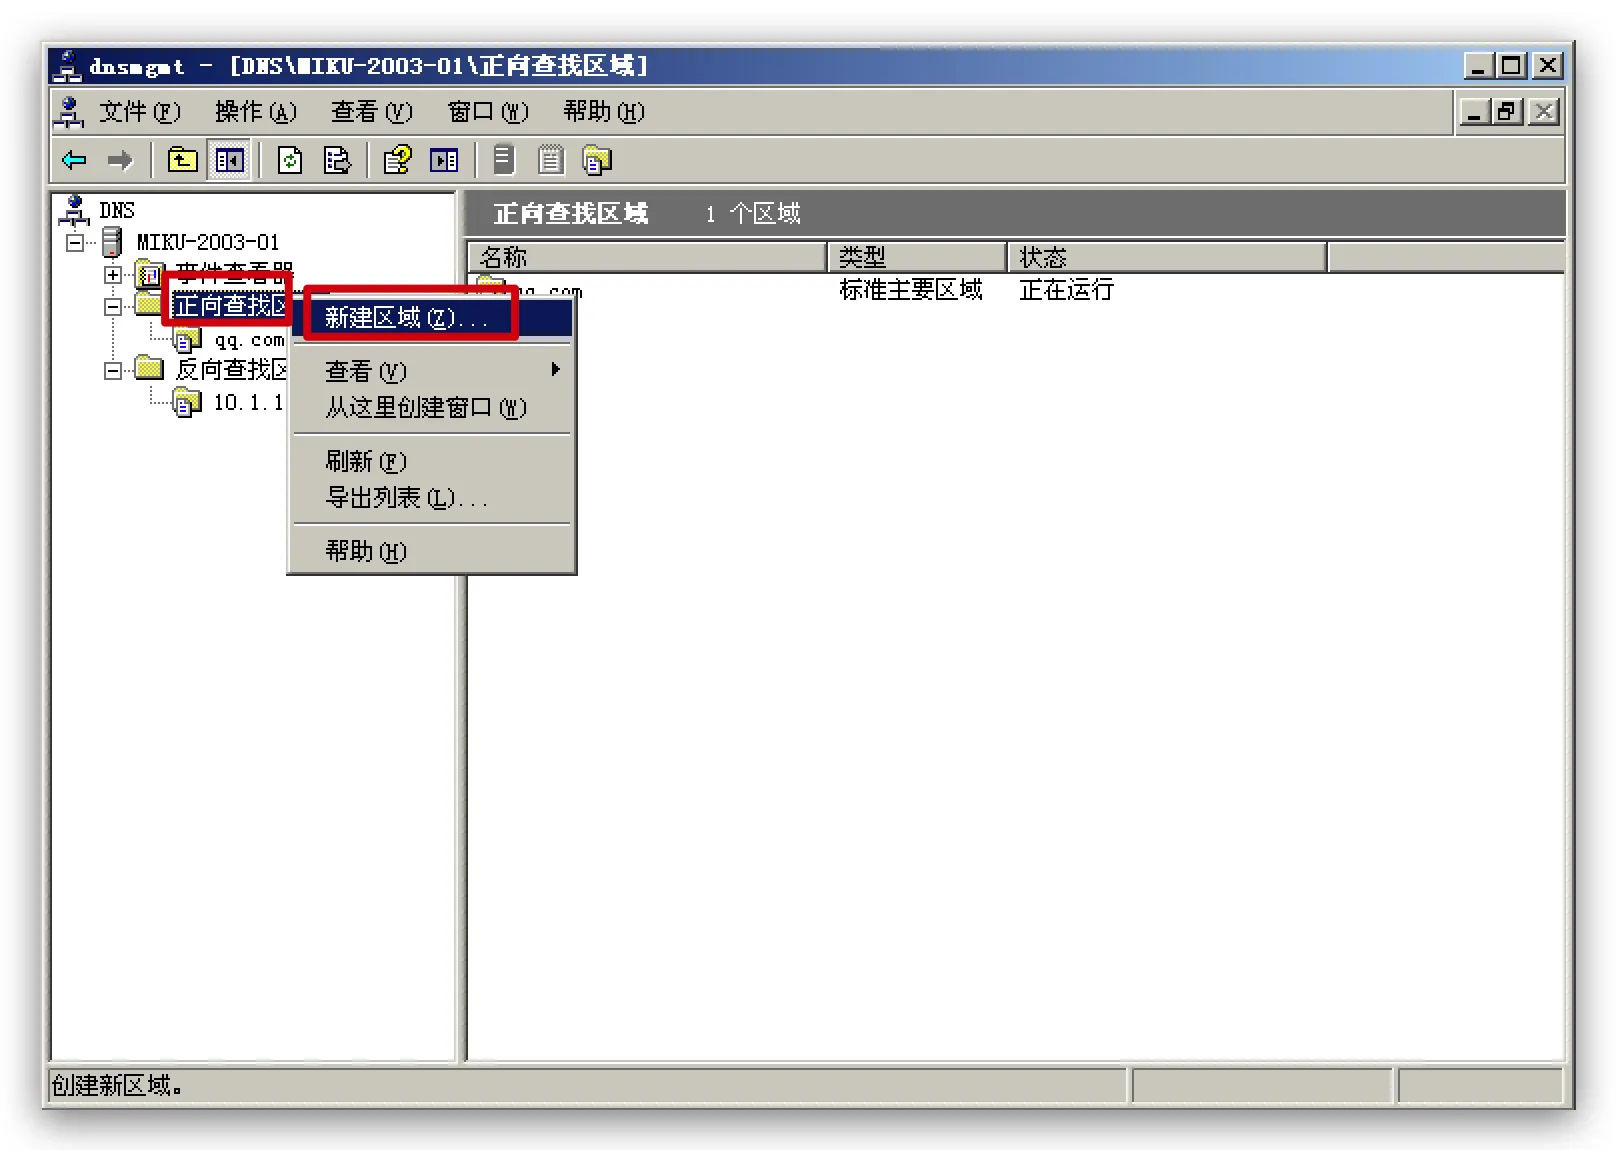 dnsmgmt - [DNS\MIKU-2003-01\正向查找区域]
文件(F) 操作(A) 查看(V) 窗口(W) 帮助(H)
DNS
MIKU-2003-01
事件查看器
正向查找区
qq.com
反向查找区
10.1.1
新建区域(Z)...
查看(V)
从这里创建窗口(W)
刷新(F)
导出列表(L)...
帮助(H)
正向查找区域 1 个区域
名称 类型 状态
qq.com 标准主要区域 正在运行
创建新区域。